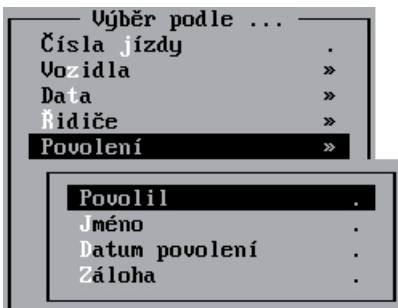 Výběr podle ...
Čísla jízdy .
Vozidla »
Data »
Řidiče »
Povolení »
Povolil .
Jméno .
Datum povolení .
Záloha .